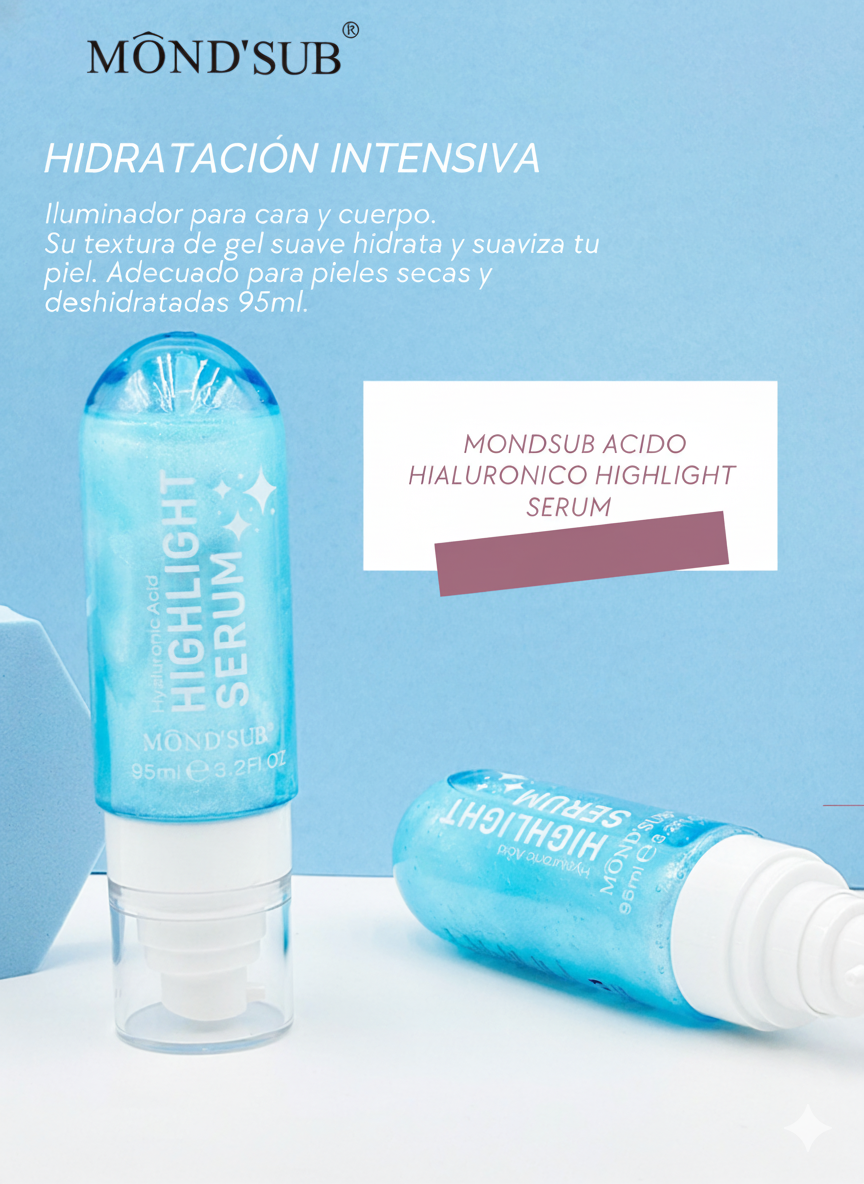 MÔND'SUB®
HIDRATACIÓN INTENSIVA
Iluminador para cara y cuerpo.
Su textura de gel suave hidrata y suaviza tu
piel. Adecuado para pieles secas y
deshidratadas 95ml.
MONDSUB ACIDO
HIALURONICO HIGHLIGHT
SERUM
Hyaluronic Acid
HIGHLIGHT
SERUM
MÔND'SUB®
95ml ℮ 3.2Fl.OZ
Hyaluronic Acid
HIGHLIGHT
SERUM
MÔND'SUB®
95ml ℮ 3.2Fl.